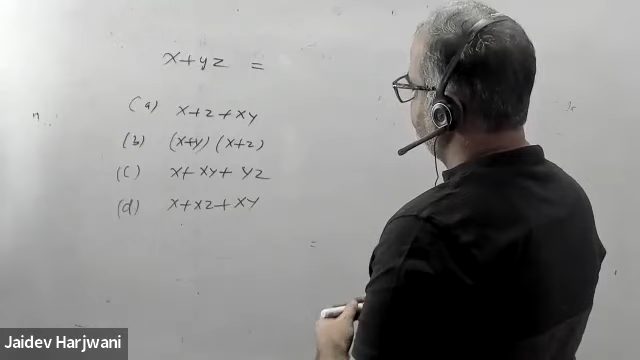 x+yz =
(a) x+z+xy
(b) (x+y) (x+z)
(c) x+xy+yz
(d) x+xz+xy
Jaidev Harjwani